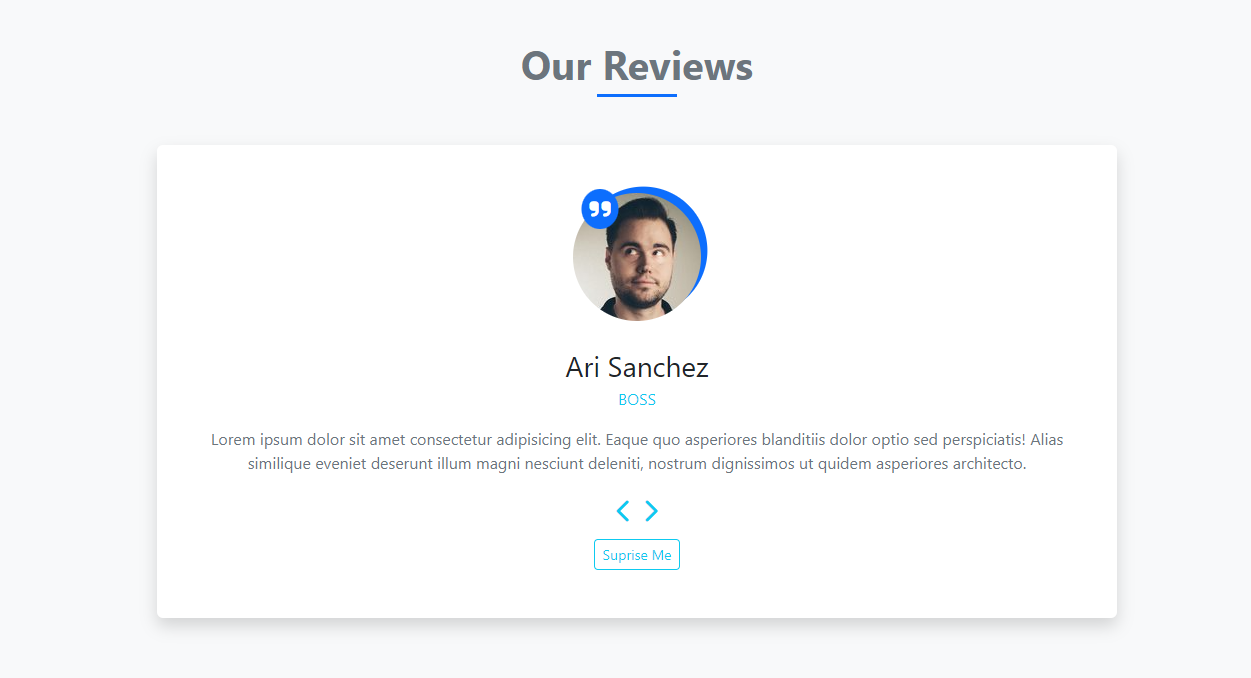 Our Reviews
Ari Sanchez
BOSS
Lorem ipsum dolor sit amet consectetur adipisicing elit. Eaque quo asperiores blanditiis dolor optio sed perspiciatis! Alias
similique eveniet deserunt illum magni nesciunt deleniti, nostrum dignissimos ut quidem asperiores architecto.
Suprise Me